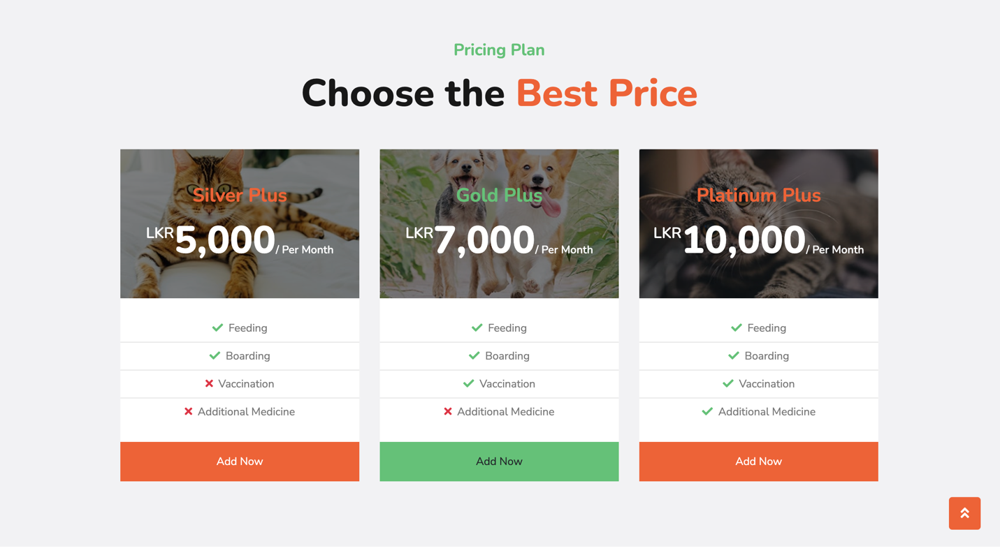 Pricing Plan
Choose the Best Price
Silver Plus
LKR5,000/ Per Month
Feeding
Boarding
Vaccination
Additional Medicine
Add Now
Gold Plus
LKR7,000/ Per Month
Feeding
Boarding
Vaccination
Additional Medicine
Add Now
Platinum Plus
LKR10,000/ Per Month
Feeding
Boarding
Vaccination
Additional Medicine
Add Now